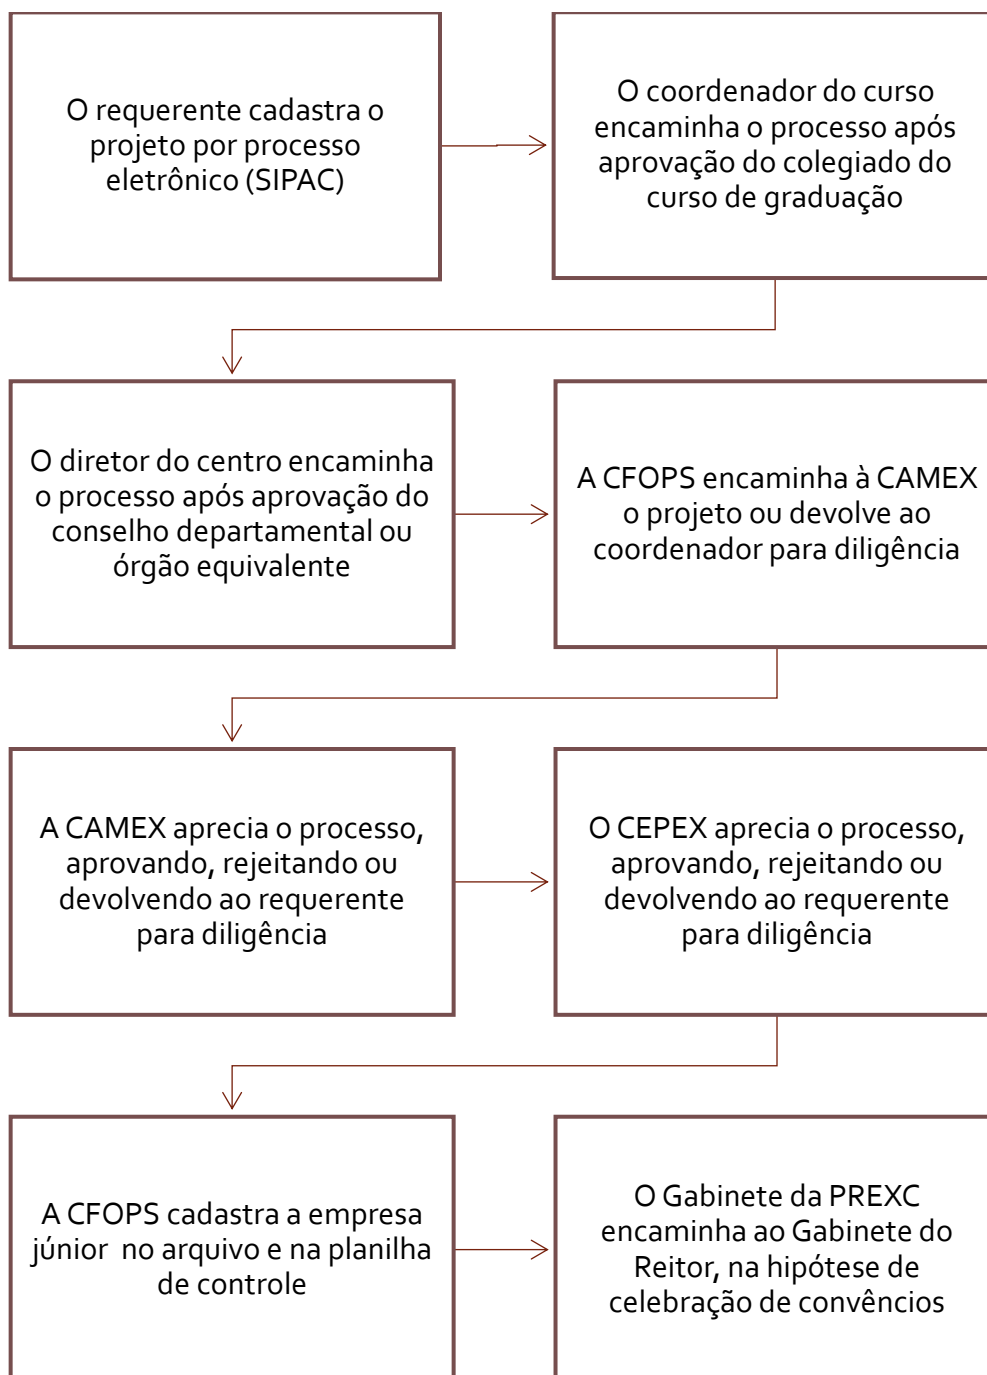 O requerente cadastra o
projeto por processo
eletrônico (SIPAC)
O coordenador do curso
encaminha o processo após
aprovação do colegiado do
curso de graduação
O diretor do centro encaminha
o processo após aprovação do
conselho departamental ou
órgão equivalente
A CFOPS encaminha à CAMEX
o projeto ou devolve ao
coordenador para diligência
A CAMEX aprecia o processo,
aprovando, rejeitando ou
devolvendo ao requerente
para diligência
O CEPEX aprecia o processo,
aprovando, rejeitando ou
devolvendo ao requerente
para diligência
A CFOPS cadastra a empresa
júnior no arquivo e na planilha
de controle
O Gabinete da PREXC
encaminha ao Gabinete do
Reitor, na hipótese de
celebração de convêncios